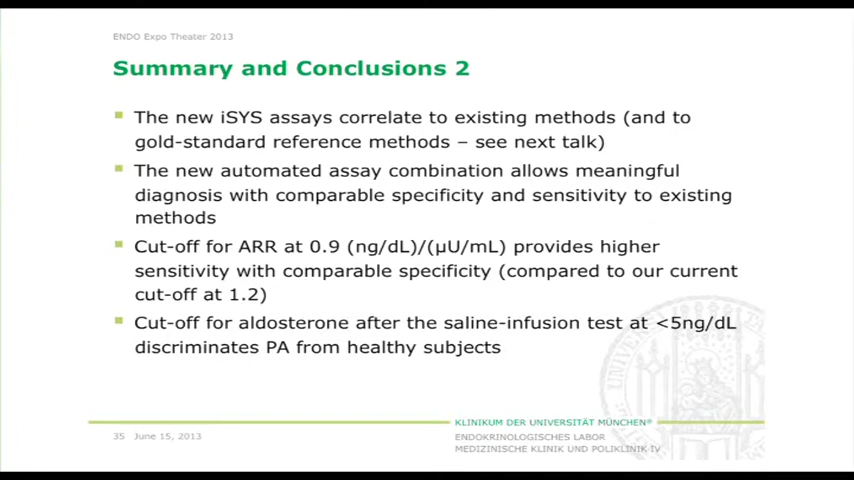 ENDO Expo Theater 2013
Summary and Conclusions 2
The new iSYS assays correlate to existing methods (and to
gold-standard reference methods – see next talk)
The new automated assay combination allows meaningful
diagnosis with comparable specificity and sensitivity to existing
methods
Cut-off for ARR at 0.9 (ng/dL)/(µU/mL) provides higher
sensitivity with comparable specificity (compared to our current
cut-off at 1.2)
Cut-off for aldosterone after the saline-infusion test at <5ng/dL
discriminates PA from healthy subjects
KLINIKUM DER UNIVERSITÄT MÜNCHEN®
35 June 15, 2013
ENDOKRINOLOGISCHES LABOR
MEDIZINISCHE KLINIK UND POLIKLINIK IV